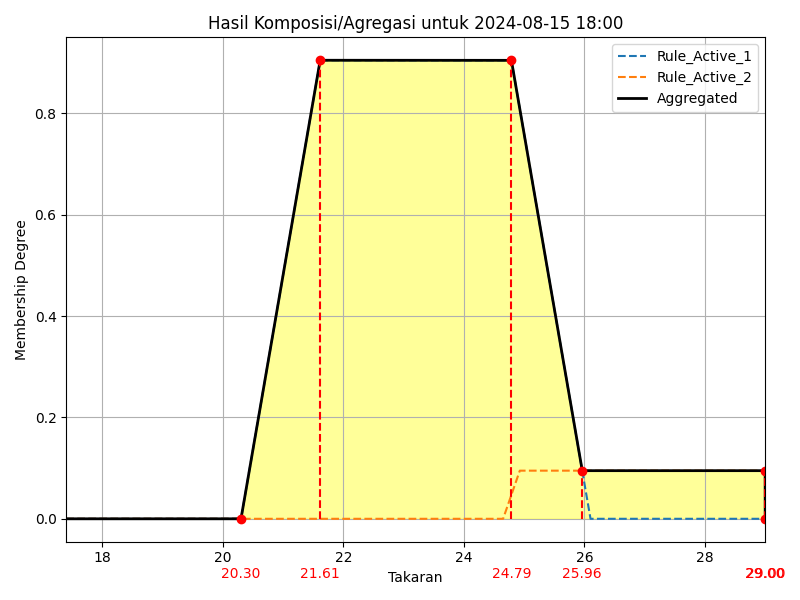 Hasil Komposisi/Agregasi untuk 2024-08-15 18:00
Rule_Active_1
Rule_Active_2
Aggregated
Membership Degree
0.8
0.6
0.4
0.2
0.0
18 20 22 24 26 28
20.30 21.61 24.79 25.96 29.00
Takaran